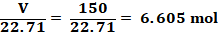 V/22.71 = 150/22.71 = 6.605 mol